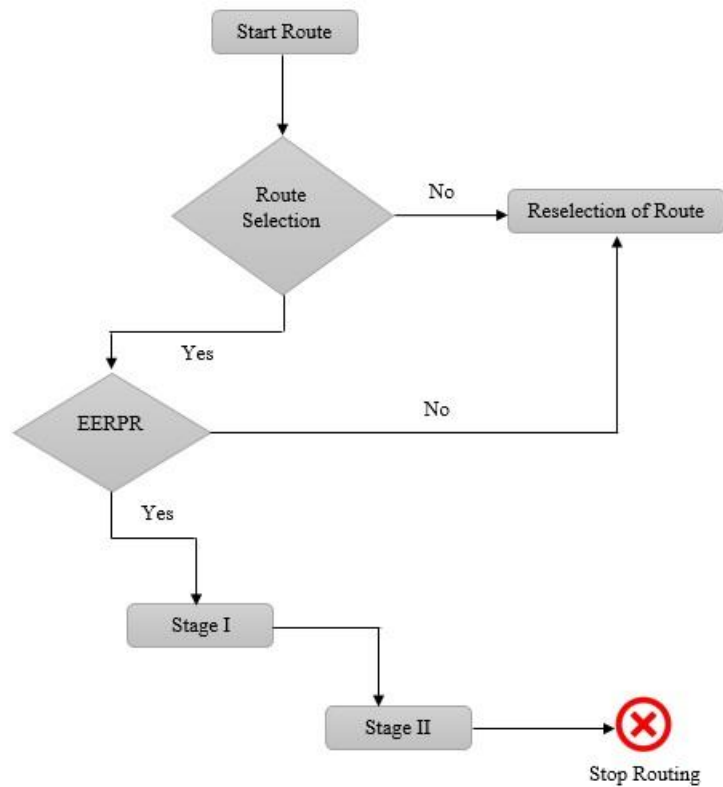 Start Route
Route
Selection
No
Reselection of Route
Yes
EERPR
No
Yes
Stage I
Stage II
Stop Routing